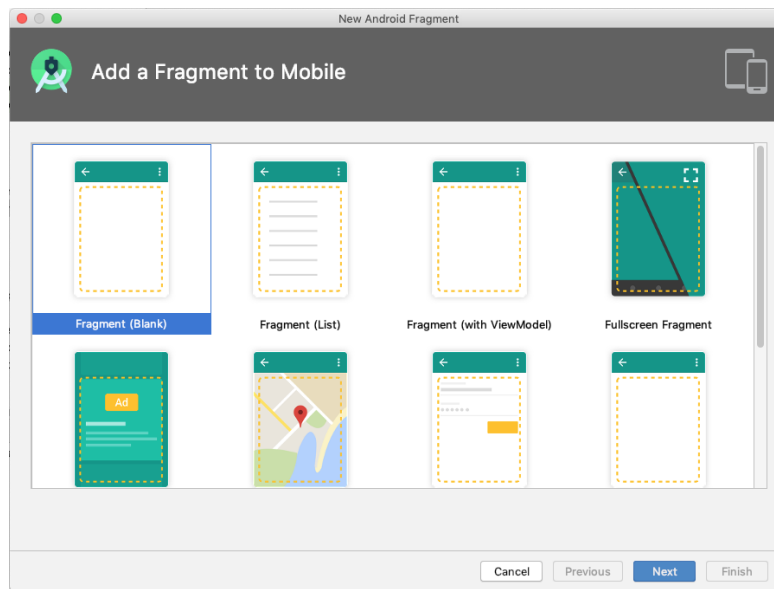 New Android Fragment
Add a Fragment to Mobile
Fragment (Blank)
Fragment (List)
Fragment (with ViewModel)
Fullscreen Fragment
Ad
Cancel
Previous
Next
Finish